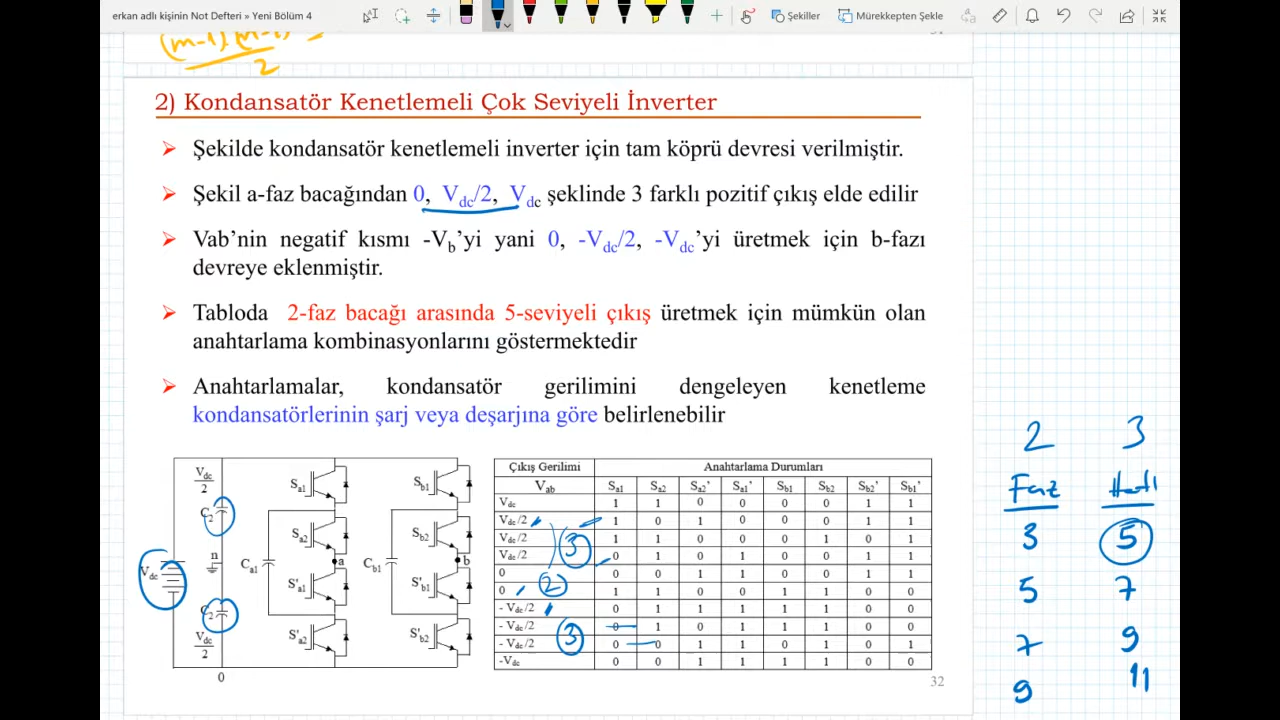 erkan adlı kişinin Not Defteri » Yeni Bölüm 4
Şekiller
Mürekkepten Şekle
2
2) Kondansatör Kenetlemeli Çok Seviyeli İnverter
➢ Şekilde kondansatör kenetlemeli inverter için tam köprü devresi verilmiştir.
➢ Şekil a-faz bacağından 0, Vdc/2, Vdc şeklinde 3 farklı pozitif çıkış elde edilir
➢ Vab’nin negatif kısmı -Vb’yi yani 0, -Vdc/2, -Vdc’yi üretmek için b-fazı
devreye eklenmiştir.
➢ Tabloda 2-faz bacağı arasında 5-seviyeli çıkış üretmek için mümkün olan
anahtarlama kombinasyonlarını göstermektedir
➢ Anahtarlamalar, kondansatör gerilimini dengeleyen kenetleme
kondansatörlerinin şarj veya deşarjına göre belirlenebilir
Vdc
2
C2
Vdc
n
C2
Vdc
2
0
Ca1
Sa1
Sa2
a
S'a1
S'a2
Cb1
Sb1
Sb2
b
S'b1
S'b2
Çıkış Gerilimi Anahtarlama Durumları
Vab Sa1 Sa2 Sa2’ Sa1’ Sb1 Sb2 Sb2’ Sb1’
Vdc 1 1 0 0 0 0 1 1
Vdc/2 1 0 1 0 0 0 1 1
Vdc/2 1 1 0 0 0 1 0 1
Vdc/2 0 1 0 1 0 0 1 1
0 0 0 1 1 0 0 1 1
0 1 1 0 0 1 1 0 0
- Vdc/2 0 1 1 1 1 1 0 0
- Vdc/2 0 1 0 1 1 1 0 0
- Vdc/2 0 0 1 1 0 1 0 1
-Vdc 0 0 1 1 1 1 0 0
3
2
3
32
2 3
Faz Hat
3 5
5 7
7 9
9 11